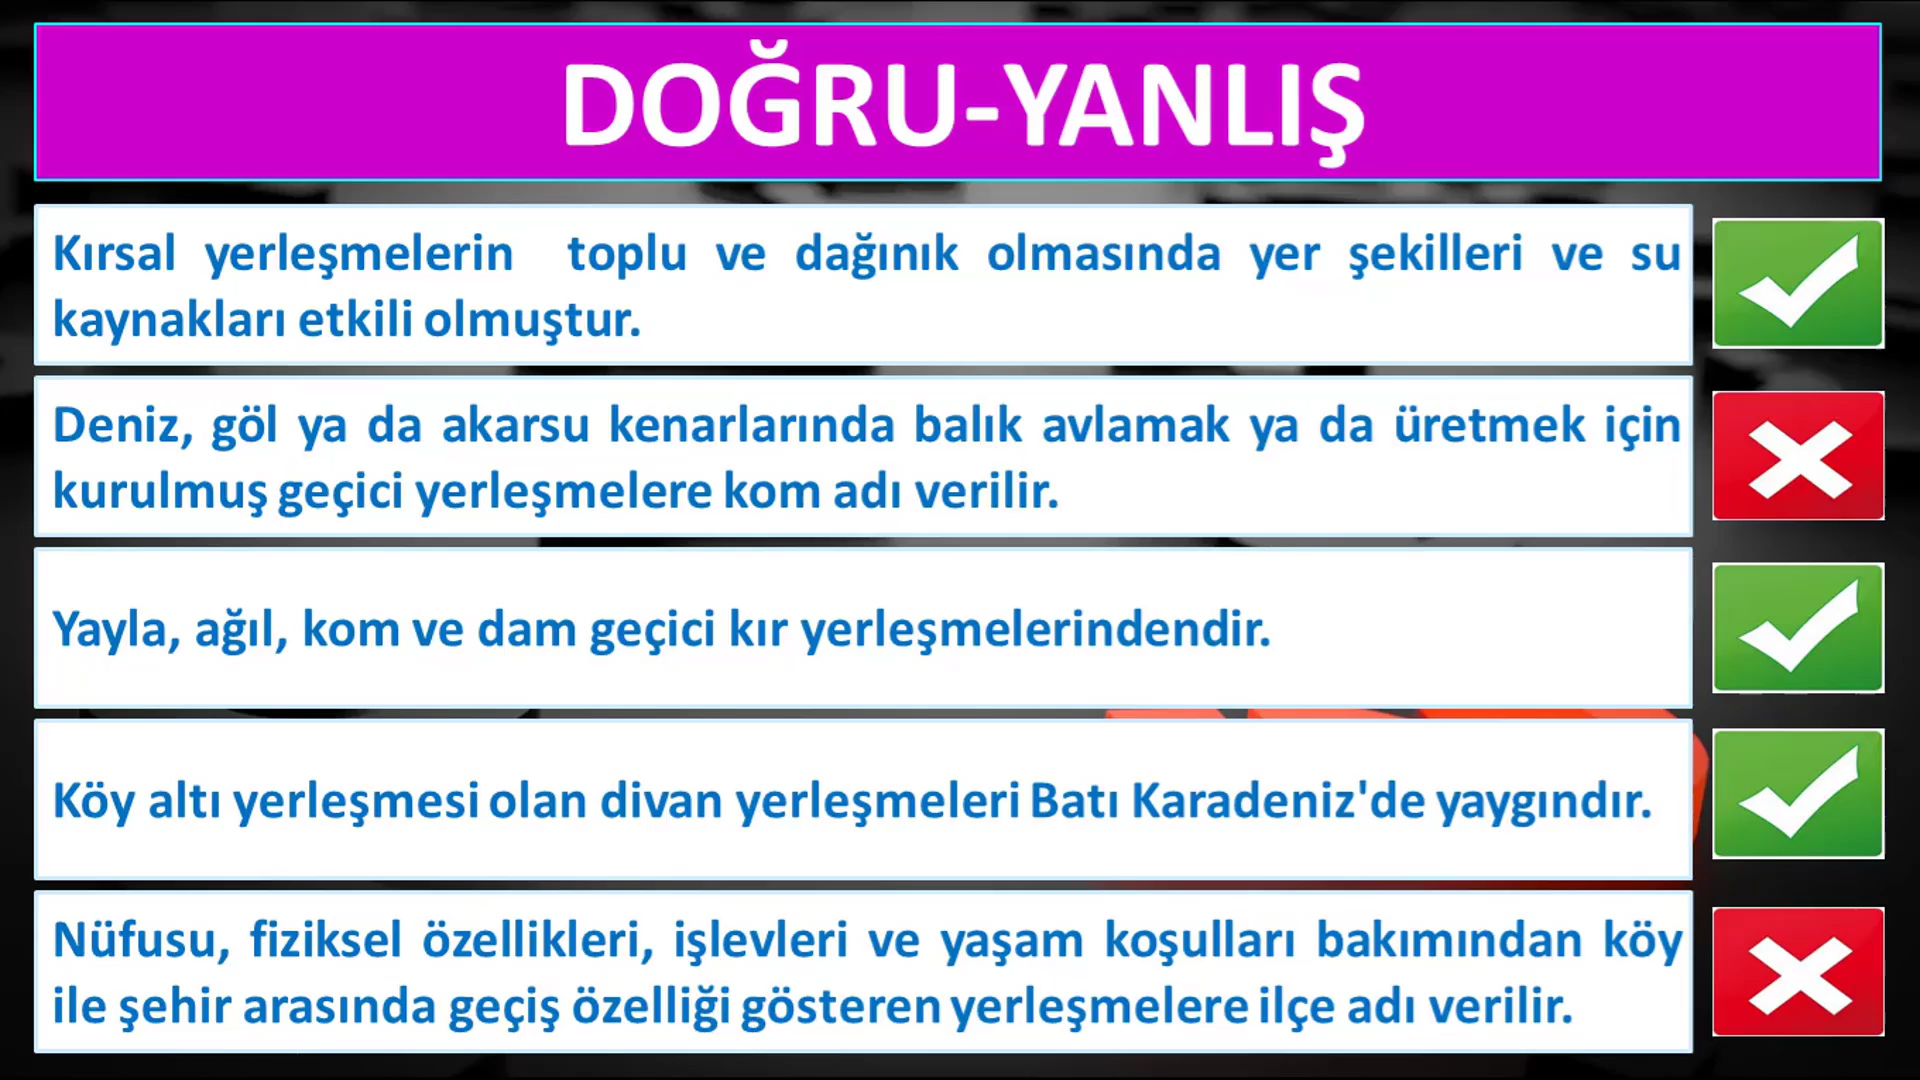 DOĞRU-YANLIŞ
Kırsal yerleşmelerin toplu ve dağınık olmasında yer şekilleri ve su
kaynakları etkili olmuştur.
Deniz, göl ya da akarsu kenarlarında balık avlamak ya da üretmek için
kurulmuş geçici yerleşmelere kom adı verilir.
Yayla, ağıl, kom ve dam geçici kır yerleşmelerindendir.
Köy altı yerleşmesi olan divan yerleşmeleri Batı Karadeniz'de yaygındır.
Nüfusu, fiziksel özellikleri, işlevleri ve yaşam koşulları bakımından köy
ile şehir arasında geçiş özelliği gösteren yerleşmelere ilçe adı verilir.